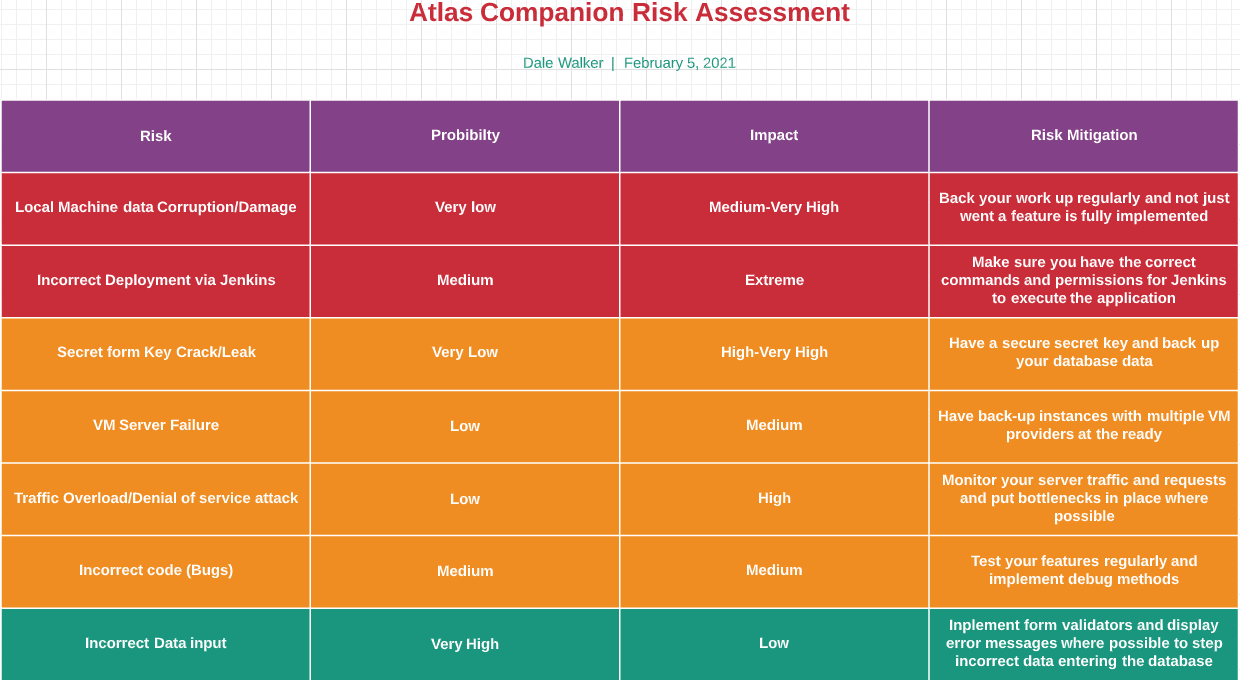 Atlas Companion Risk Assessment
Dale Walker | February 5, 2021
Risk
Probibilty
Impact
Risk Mitigation
Local Machine data Corruption/Damage
Very low
Medium-Very High
Back your work up regularly and not just
went a feature is fully implemented
Incorrect Deployment via Jenkins
Medium
Extreme
Make sure you have the correct
commands and permissions for Jenkins
to execute the application
Secret form Key Crack/Leak
Very Low
High-Very High
Have a secure secret key and back up
your database data
VM Server Failure
Low
Medium
Have back-up instances with multiple VM
providers at the ready
Traffic Overload/Denial of service attack
Low
High
Monitor your server traffic and requests
and put bottlenecks in place where
possible
Incorrect code (Bugs)
Medium
Medium
Test your features regularly and
implement debug methods
Incorrect Data input
Very High
Low
Inplement form validators and display
error messages where possible to step
incorrect data entering the database